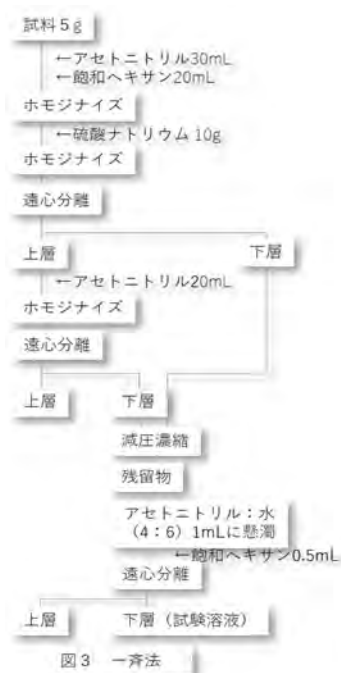 試料5g
←アセトニトリル30mL
←飽和ヘキサン20mL
ホモジナイズ
←硫酸ナトリウム 10g
ホモジナイズ
遠心分離
上層
下層
←アセトニトリル20mL
ホモジナイズ
遠心分離
上層
下層
減圧濃縮
残留物
アセトニトリル:水
(4:6)1mLに懸濁
←飽和ヘキサン0.5mL
遠心分離
上層
下層(試験溶液)
図3 一斉法